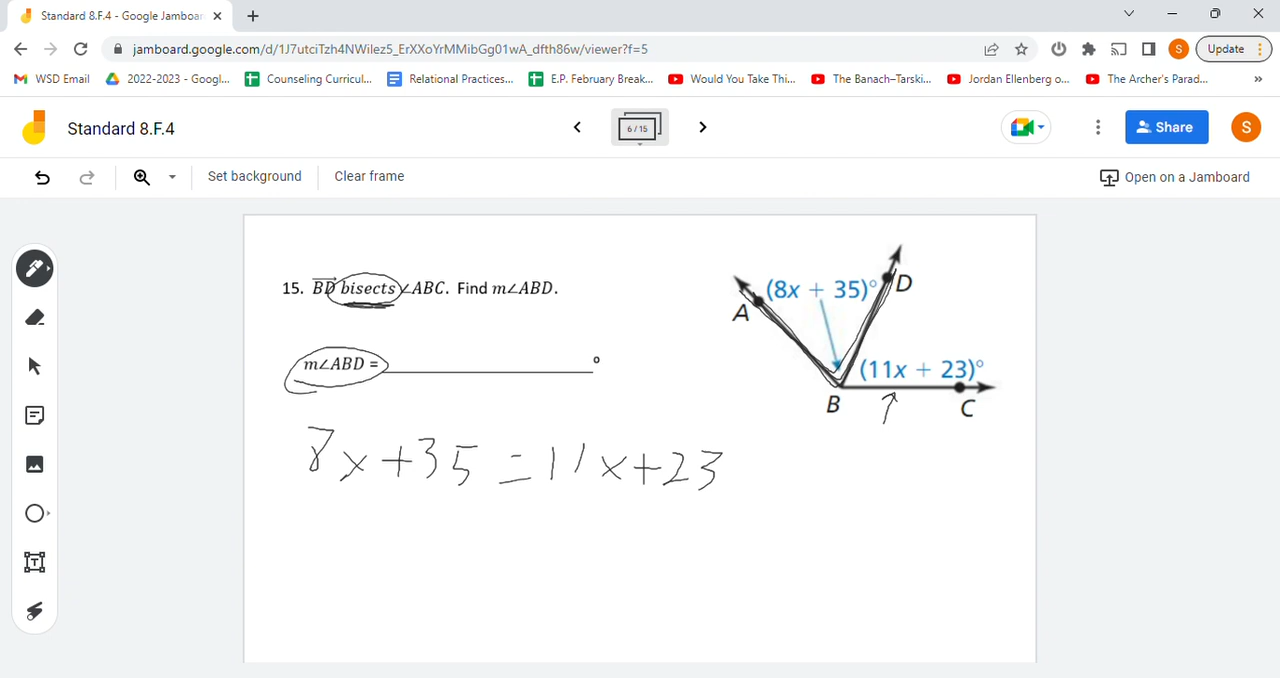 Standard 8.F.4 - Google Jamboar
jamboard.google.com/d/1J7utciTzh4NWilez5_ErXXoYrMMibGg01wA_dfth86w/viewer?f=5
S
Update
WSD Email
2022-2023 - Googl...
Counseling Curricul...
Relational Practices...
E.P. February Break...
Would You Take Thi...
The Banach–Tarski...
Jordan Ellenberg o...
The Archer's Parad...
»
Standard 8.F.4
6 / 15
Share
S
Set background
Clear frame
Open on a Jamboard
15. BD bisects ∠ABC. Find m∠ABD.
(8x + 35)°
D
A
m∠ABD = °
(11x + 23)°
B
C
8x+35=11x+23